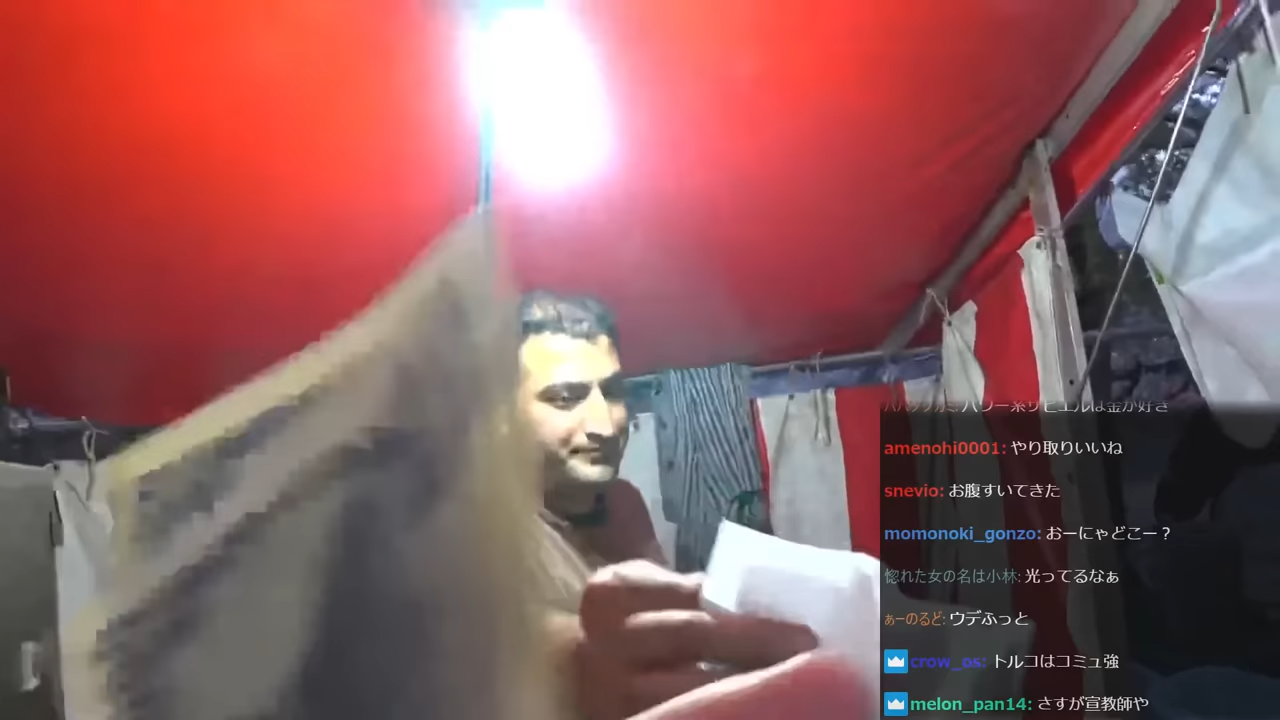 amenohi0001: やり取りいいね
snevio: お腹すいてきた
momonoki_gonzo: おーにゃどこー？
惚れた女の名は小林: 光ってるなぁ
ぁーのるど: ウデふっと
crow_os: トルコはコミュ強
melon_pan14: さすが宣教師や